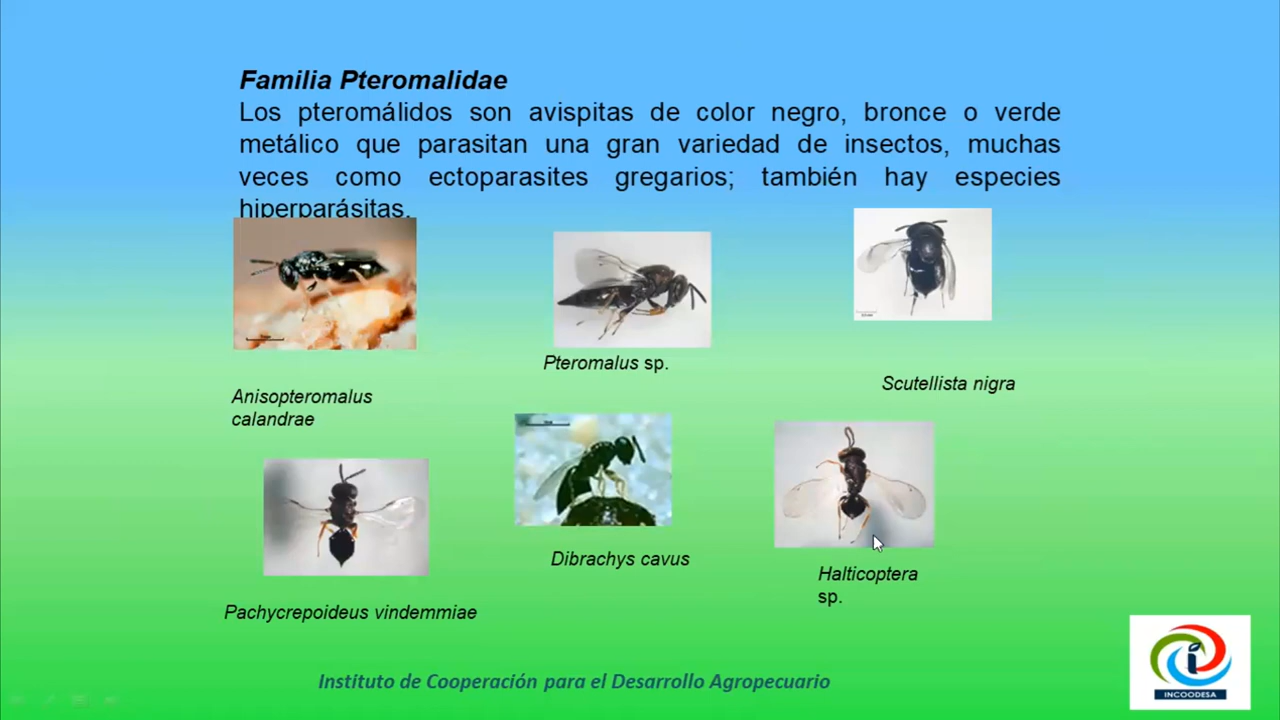 Familia Pteromalidae
Los pteromálidos son avispitas de color negro, bronce o verde
metálico que parasitan una gran variedad de insectos, muchas
veces como ectoparasites gregarios; también hay especies
hiperparásitas.
Pteromalus sp.
Scutellista nigra
Anisopteromalus
calandrae
Dibrachys cavus
Halticoptera
sp.
Pachycrepoideus vindemmiae
Instituto de Cooperación para el Desarrollo Agropecuario
INCOODESA